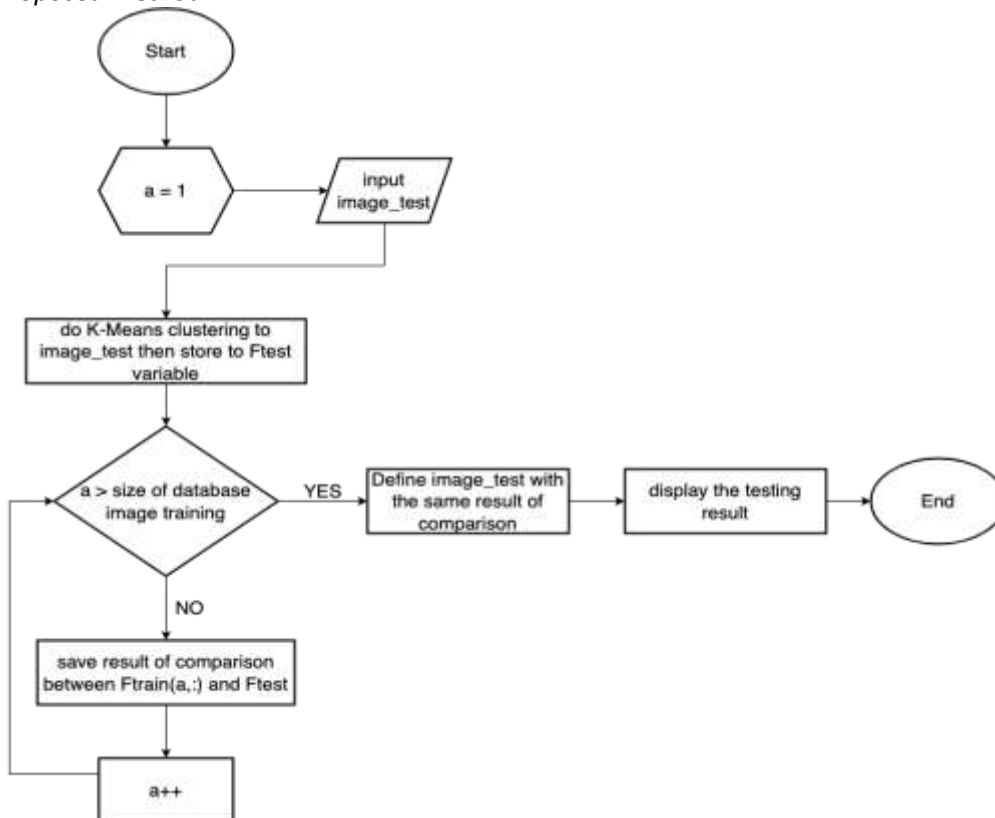 Start
a = 1
input
image_test
do K-Means clustering to
image_test then store to Ftest
variable
a > size of database
image training
YES
Define image_test with
the same result of
comparison
display the testing
result
End
NO
save result of comparison
between Ftrain(a,:) and Ftest
a++